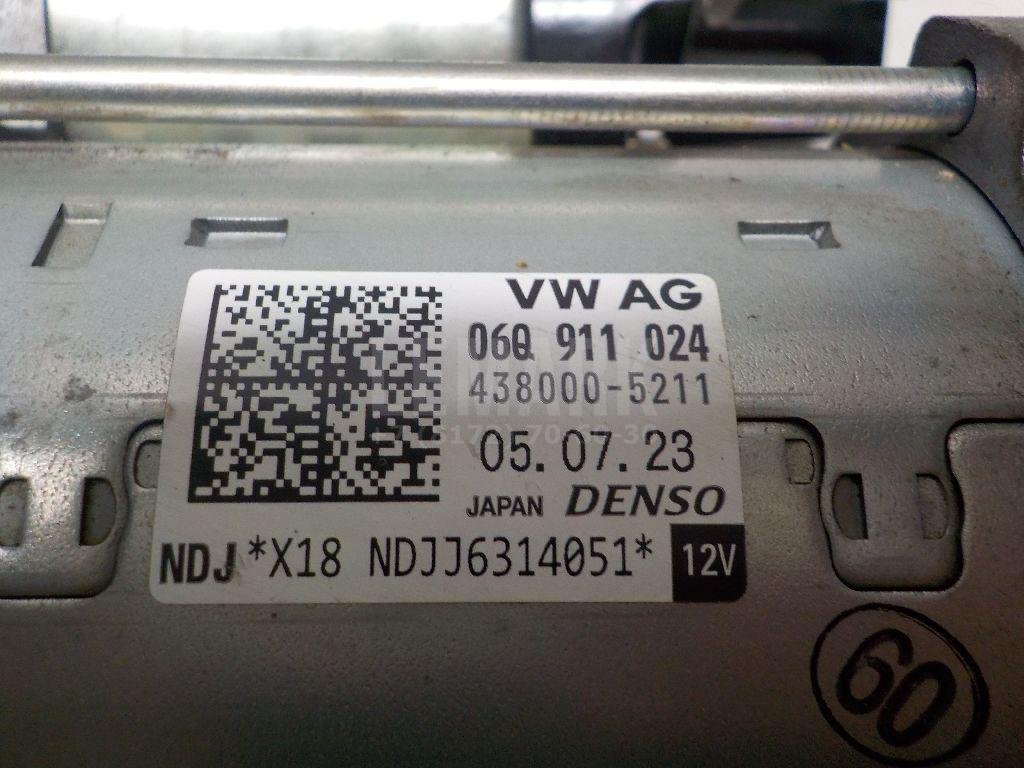 VW AG
06Q 911 024
438000-5211
05.07.23
JAPAN DENSO
NDJ *X18 NDJJ6314051* 12V
60